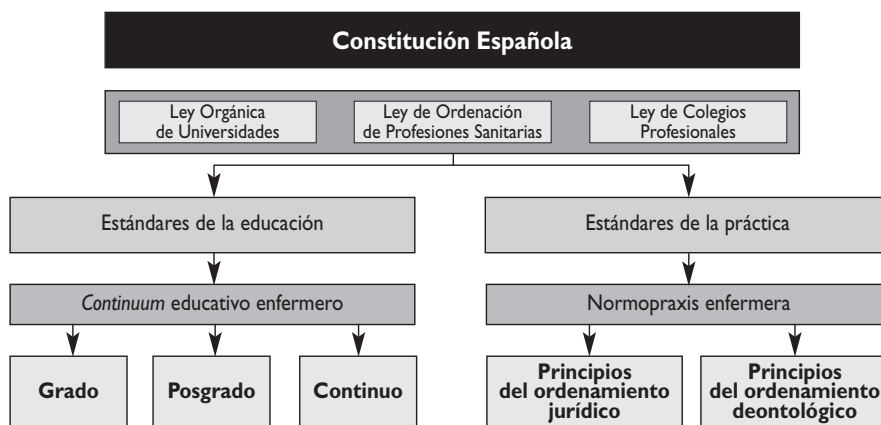 Constitución Española
Ley Orgánica
de Universidades
Ley de Ordenación
de Profesiones Sanitarias
Ley de Colegios
Profesionales
Estándares de la educación
Estándares de la práctica
Continuum educativo enfermero
Normopraxis enfermera
Grado
Posgrado
Continuo
Principios
del ordenamiento
jurídico
Principios
del ordenamiento
deontológico